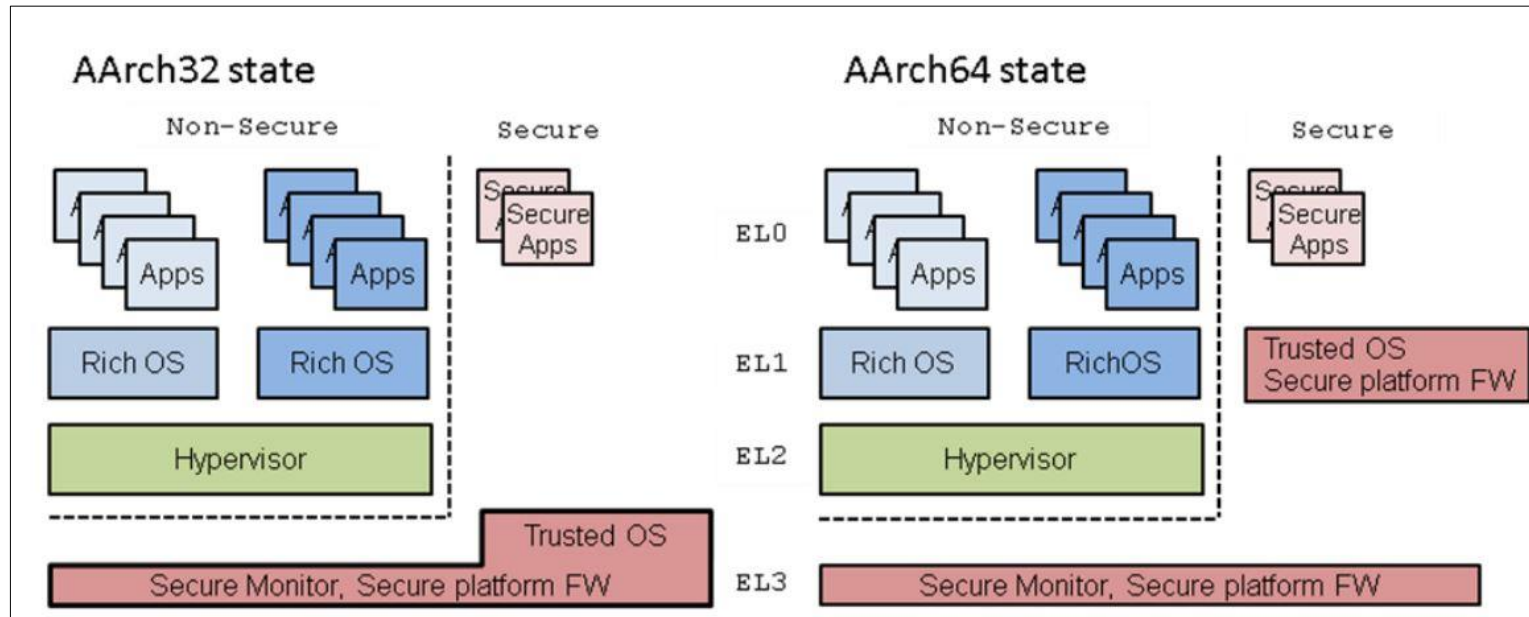 AArch32 state
Non-Secure
Secure
A
A
A
Apps
A
A
A
Apps
Secure
A
Secure
Apps
Rich OS
Rich OS
Hypervisor
Trusted OS
Secure Monitor, Secure platform FW
EL0
EL1
EL2
EL3
AArch64 state
Non-Secure
Secure
A
A
A
Apps
A
A
A
Apps
Secure
A
Secure
Apps
Rich OS
RichOS
Trusted OS
Secure platform FW
Hypervisor
Secure Monitor, Secure platform FW